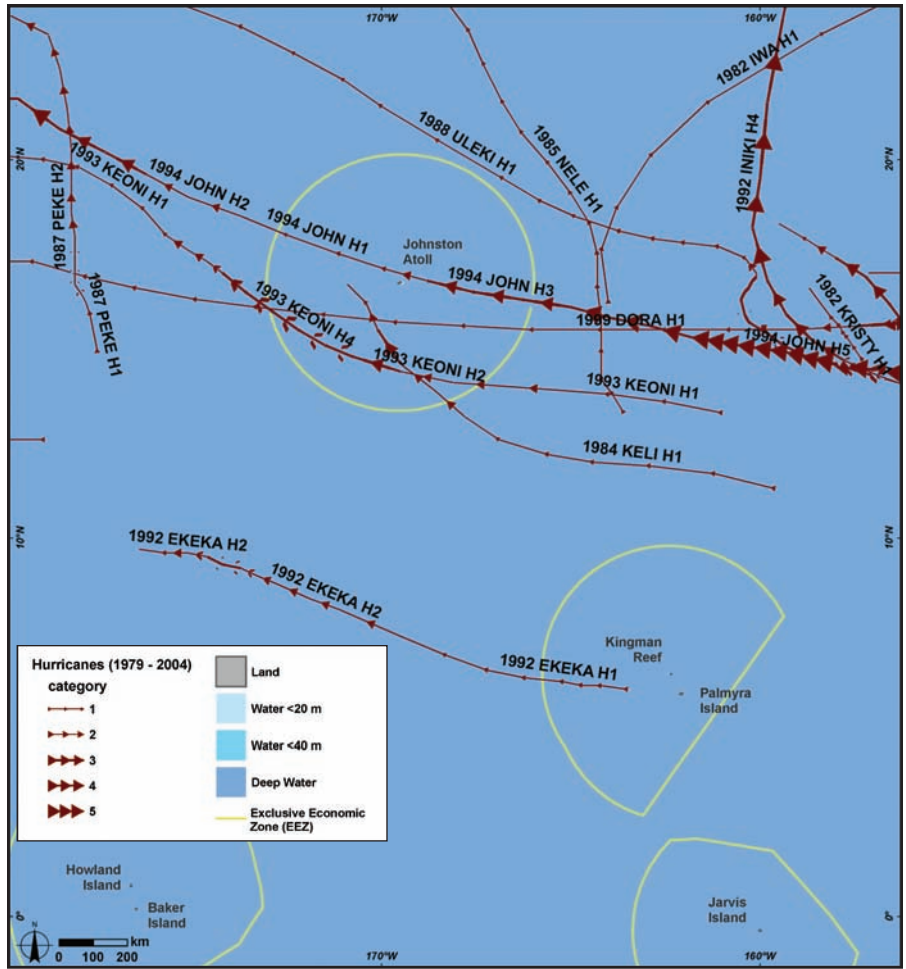 170°W
160°W
1982 IWA H1
1988 ULEKI H1
1985 NELE H1
1992 INIKI H4
20°N
20°N
1993 KEONI H1
1994 JOHN H2
1987 PEKE H2
1994 JOHN H1
Johnston
Atoll
1994 JOHN H3
1982 KRISTY H1
1987 PEKE H1
1993 KEONI H4
1999 DORA H1
1994 JOHN H5
1993 KEONI H2
1993 KEONI H1
1984 KELI H1
10°N
10°N
1992 EKEKA H2
1992 EKEKA H2
1992 EKEKA H1
Kingman
Reef
Palmyra
Island
Hurricanes (1979 - 2004)
category
1
2
3
4
5
Land
Water <20 m
Water <40 m
Deep Water
Exclusive Economic
Zone (EEZ)
Howland
Island
Baker
Island
Jarvis
Island
0°
0°
N
km
0 100 200
170°W
160°W